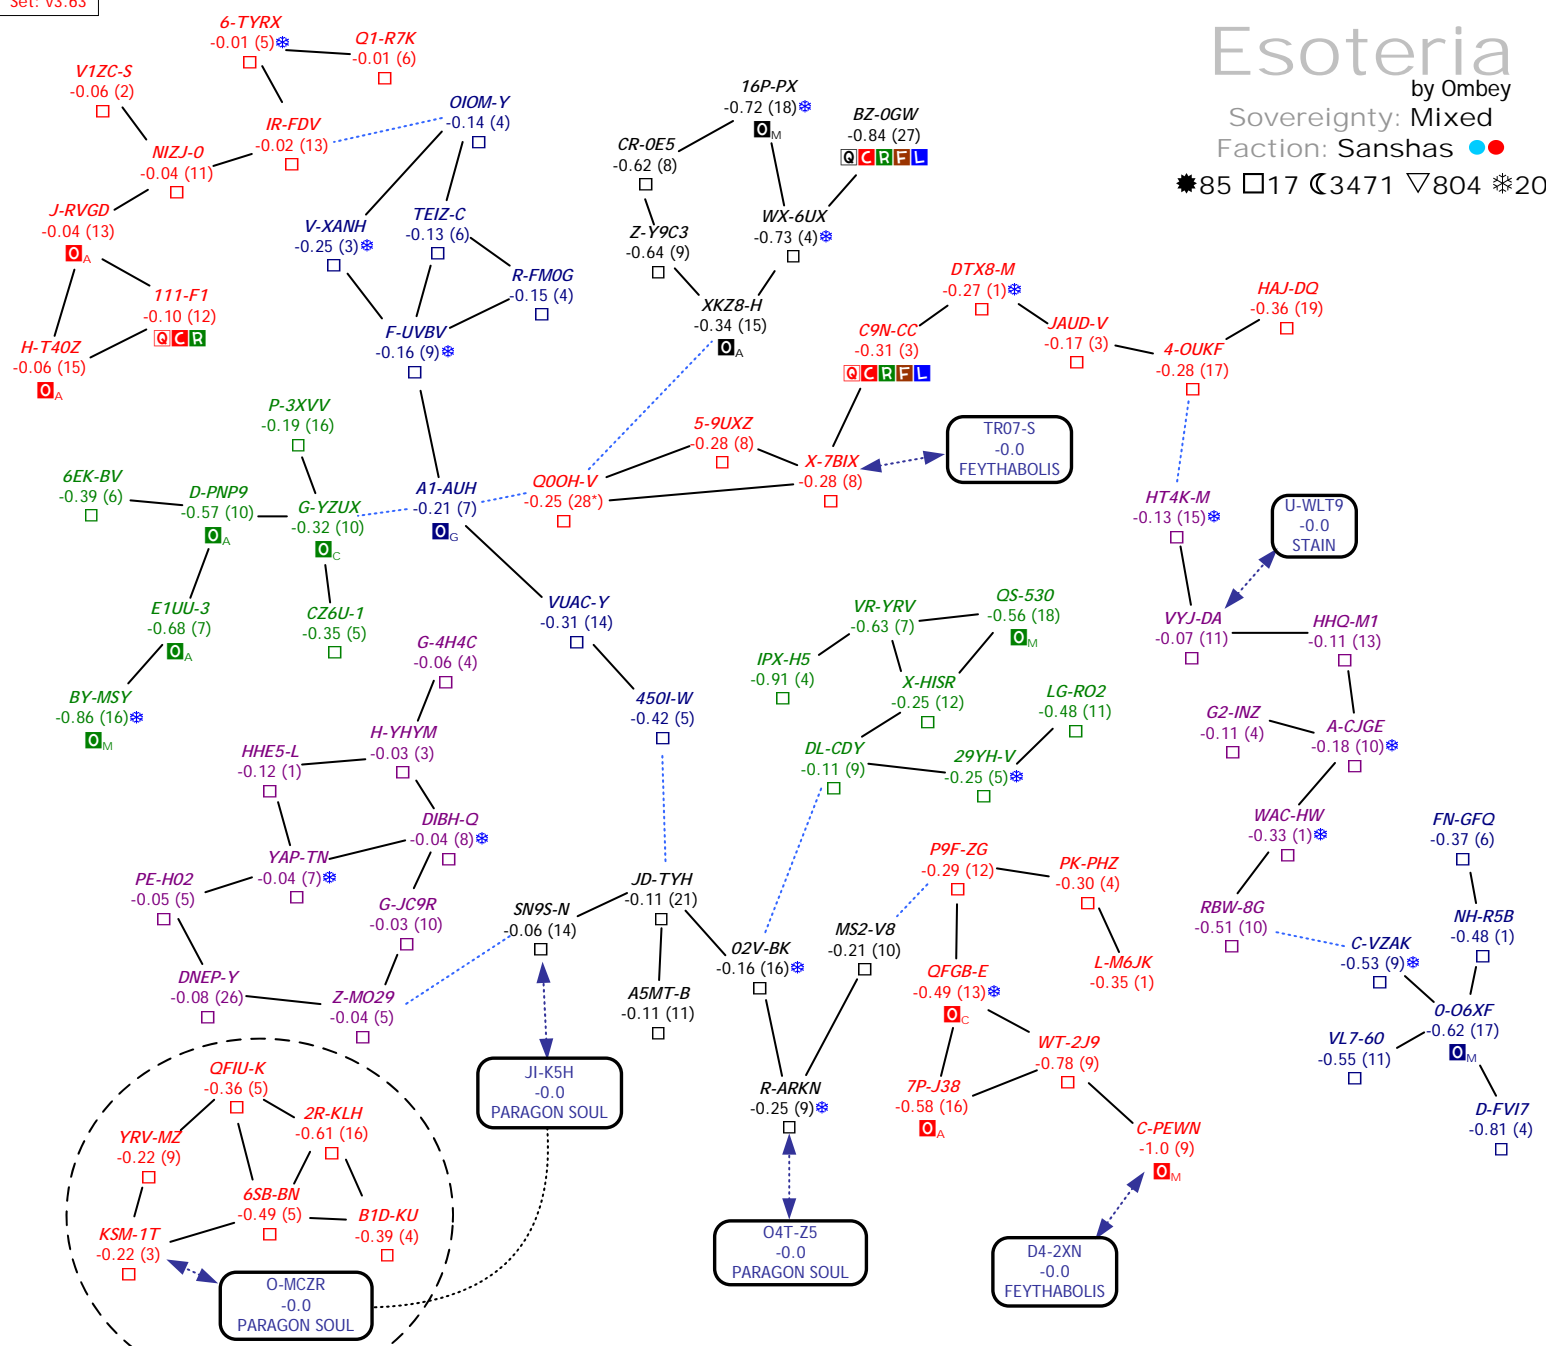 Set: v3.63
Esoteria
by Ombey
Sovereignty: Mixed
Faction: Sanshas
85 17 3471 804 20
6-TYRX
-0.01 (5)
Q1-R7K
-0.01 (6)
V1ZC-S
-0.06 (2)
IR-FDV
-0.02 (13)
NIZJ-0
-0.04 (11)
J-RVGD
-0.04 (13)
0A
111-F1
-0.10 (12)
Q C R
H-T40Z
-0.06 (15)
0A
OIOM-Y
-0.14 (4)
V-XANH
-0.25 (3)
TEIZ-C
-0.13 (6)
R-FM0G
-0.15 (4)
F-UVBV
-0.16 (9)
16P-PX
-0.72 (18)
0M
BZ-0GW
-0.84 (27)
Q C R F L
CR-0E5
-0.62 (8)
Z-Y9C3
-0.64 (9)
WX-6UX
-0.73 (4)
XKZ8-H
-0.34 (15)
0A
DTX8-M
-0.27 (1)
C9N-CC
-0.31 (3)
Q C R F L
JAUD-V
-0.17 (3)
HAJ-DQ
-0.36 (19)
4-OUKF
-0.28 (17)
P-3XVV
-0.19 (16)
6EK-BV
-0.39 (6)
D-PNP9
-0.57 (10)
0A
G-YZUX
-0.32 (10)
0C
A1-AUH
-0.21 (7)
0G
Q0OH-V
-0.25 (28*)
5-9UXZ
-0.28 (8)
X-7BIX
-0.28 (8)
TR07-S
-0.0
FEYTHABOLIS
HT4K-M
-0.13 (15)
U-WLT9
-0.0
STAIN
E1UU-3
-0.68 (7)
0A
CZ6U-1
-0.35 (5)
BY-MSY
-0.86 (16)
0M
VUAC-Y
-0.31 (14)
450I-W
-0.42 (5)
G-4H4C
-0.06 (4)
H-YHYM
-0.03 (3)
HHE5-L
-0.12 (1)
DIBH-Q
-0.04 (8)
YAP-TN
-0.04 (7)
PE-H02
-0.05 (5)
G-JC9R
-0.03 (10)
DNEP-Y
-0.08 (26)
Z-MO29
-0.04 (5)
VR-YRV
-0.63 (7)
QS-530
-0.56 (18)
0M
IPX-H5
-0.91 (4)
X-HISR
-0.25 (12)
LG-RO2
-0.48 (11)
DL-CDY
-0.11 (9)
29YH-V
-0.25 (5)
VYJ-DA
-0.07 (11)
HHQ-M1
-0.11 (13)
G2-INZ
-0.11 (4)
A-CJGE
-0.18 (10)
WAC-HW
-0.33 (1)
RBW-8G
-0.51 (10)
FN-GFQ
-0.37 (6)
NH-R5B
-0.48 (1)
C-VZAK
-0.53 (9)
0-O6XF
-0.62 (17)
0M
VL7-60
-0.55 (11)
D-FVI7
-0.81 (4)
JD-TYH
-0.11 (21)
SN9S-N
-0.06 (14)
A5MT-B
-0.11 (11)
02V-BK
-0.16 (16)
MS2-V8
-0.21 (10)
R-ARKN
-0.25 (9)
P9F-ZG
-0.29 (12)
PK-PHZ
-0.30 (4)
L-M6JK
-0.35 (1)
QFGB-E
-0.49 (13)
0C
WT-2J9
-0.78 (9)
7P-J38
-0.58 (16)
0A
C-PEWN
-1.0 (9)
0M
JI-K5H
-0.0
PARAGON SOUL
QFIU-K
-0.36 (5)
2R-KLH
-0.61 (16)
YRV-MZ
-0.22 (9)
6SB-BN
-0.49 (5)
B1D-KU
-0.39 (4)
KSM-1T
-0.22 (3)
O-MCZR
-0.0
PARAGON SOUL
O4T-Z5
-0.0
PARAGON SOUL
D4-2XN
-0.0
FEYTHABOLIS